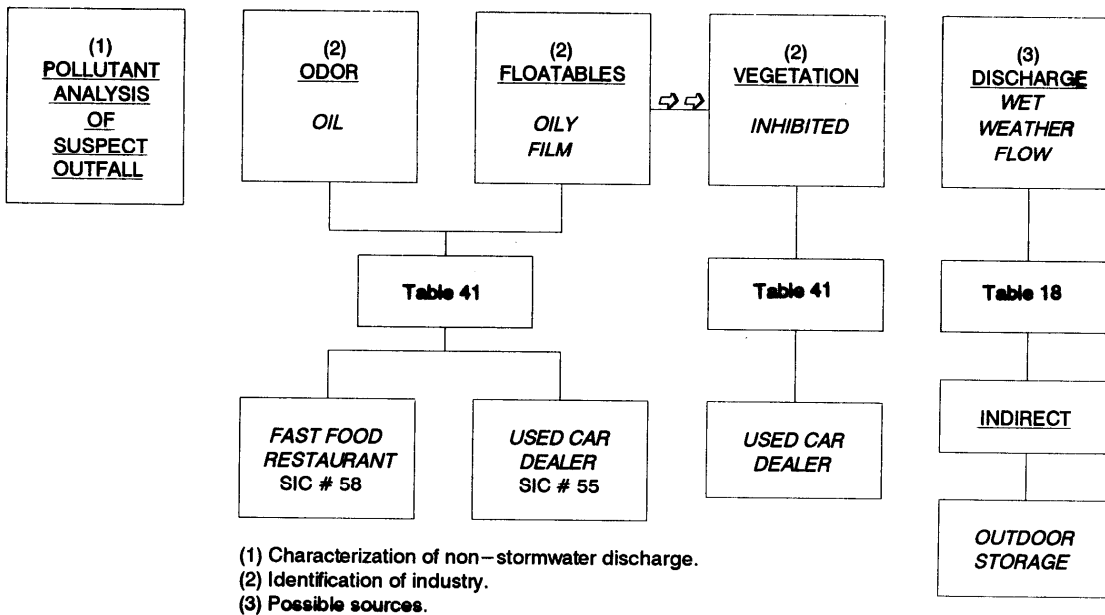 (1)
POLLUTANT
ANALYSIS
OF
SUSPECT
OUTFALL
(2)
ODOR
OIL
(2)
FLOATABLES
OILY
FILM
(2)
VEGETATION
INHIBITED
(3)
DISCHARGE
WET
WEATHER
FLOW
Table 41
Table 41
Table 18
FAST FOOD
RESTAURANT
SIC # 58
USED CAR
DEALER
SIC # 55
USED CAR
DEALER
INDIRECT
OUTDOOR
STORAGE
(1) Characterization of non-stormwater discharge.
(2) Identification of industry.
(3) Possible sources.